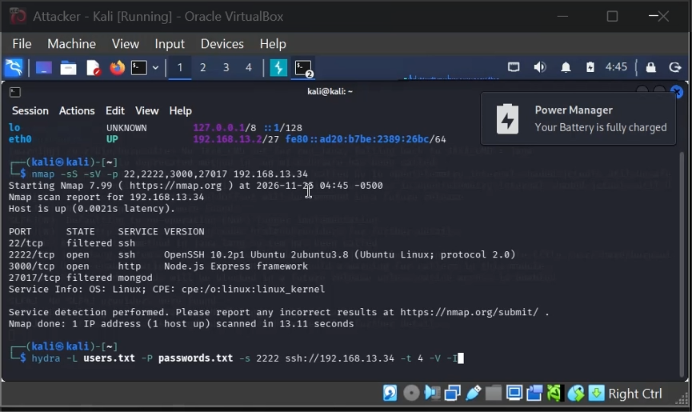 Attacker - Kali [Running] - Oracle VirtualBox
File Machine View Input Devices Help
1 2 3 4 4:45
kali@kali: ~
Session Actions Edit View Help
Power Manager
Your Battery is fully charged
lo UNKNOWN 127.0.0.1/8 ::1/128
eth0 UP 192.168.13.2/27 fe80::ad20:b7be:2389:26bc/64
┌──(kali㉿kali)-[~]
└─$ nmap -sS -sV -p 22,2222,3000,27017 192.168.13.34
Starting Nmap 7.99 ( https://nmap.org ) at 2026-11-25 04:45 -0500
Nmap scan report for 192.168.13.34
Host is up (0.0021s latency).
PORT STATE SERVICE VERSION
22/tcp filtered ssh
2222/tcp open ssh OpenSSH 10.2p1 Ubuntu 2ubuntu3.8 (Ubuntu Linux; protocol 2.0)
3000/tcp open http Node.js Express framework
27017/tcp filtered mongod
Service Info: OS: Linux; CPE: cpe:/o:linux:linux_kernel
Service detection performed. Please report any incorrect results at https://nmap.org/submit/ .
Nmap done: 1 IP address (1 host up) scanned in 13.11 seconds
┌──(kali㉿kali)-[~]
└─$ hydra -L users.txt -P passwords.txt -s 2222 ssh://192.168.13.34 -t 4 -V -I
Right Ctrl